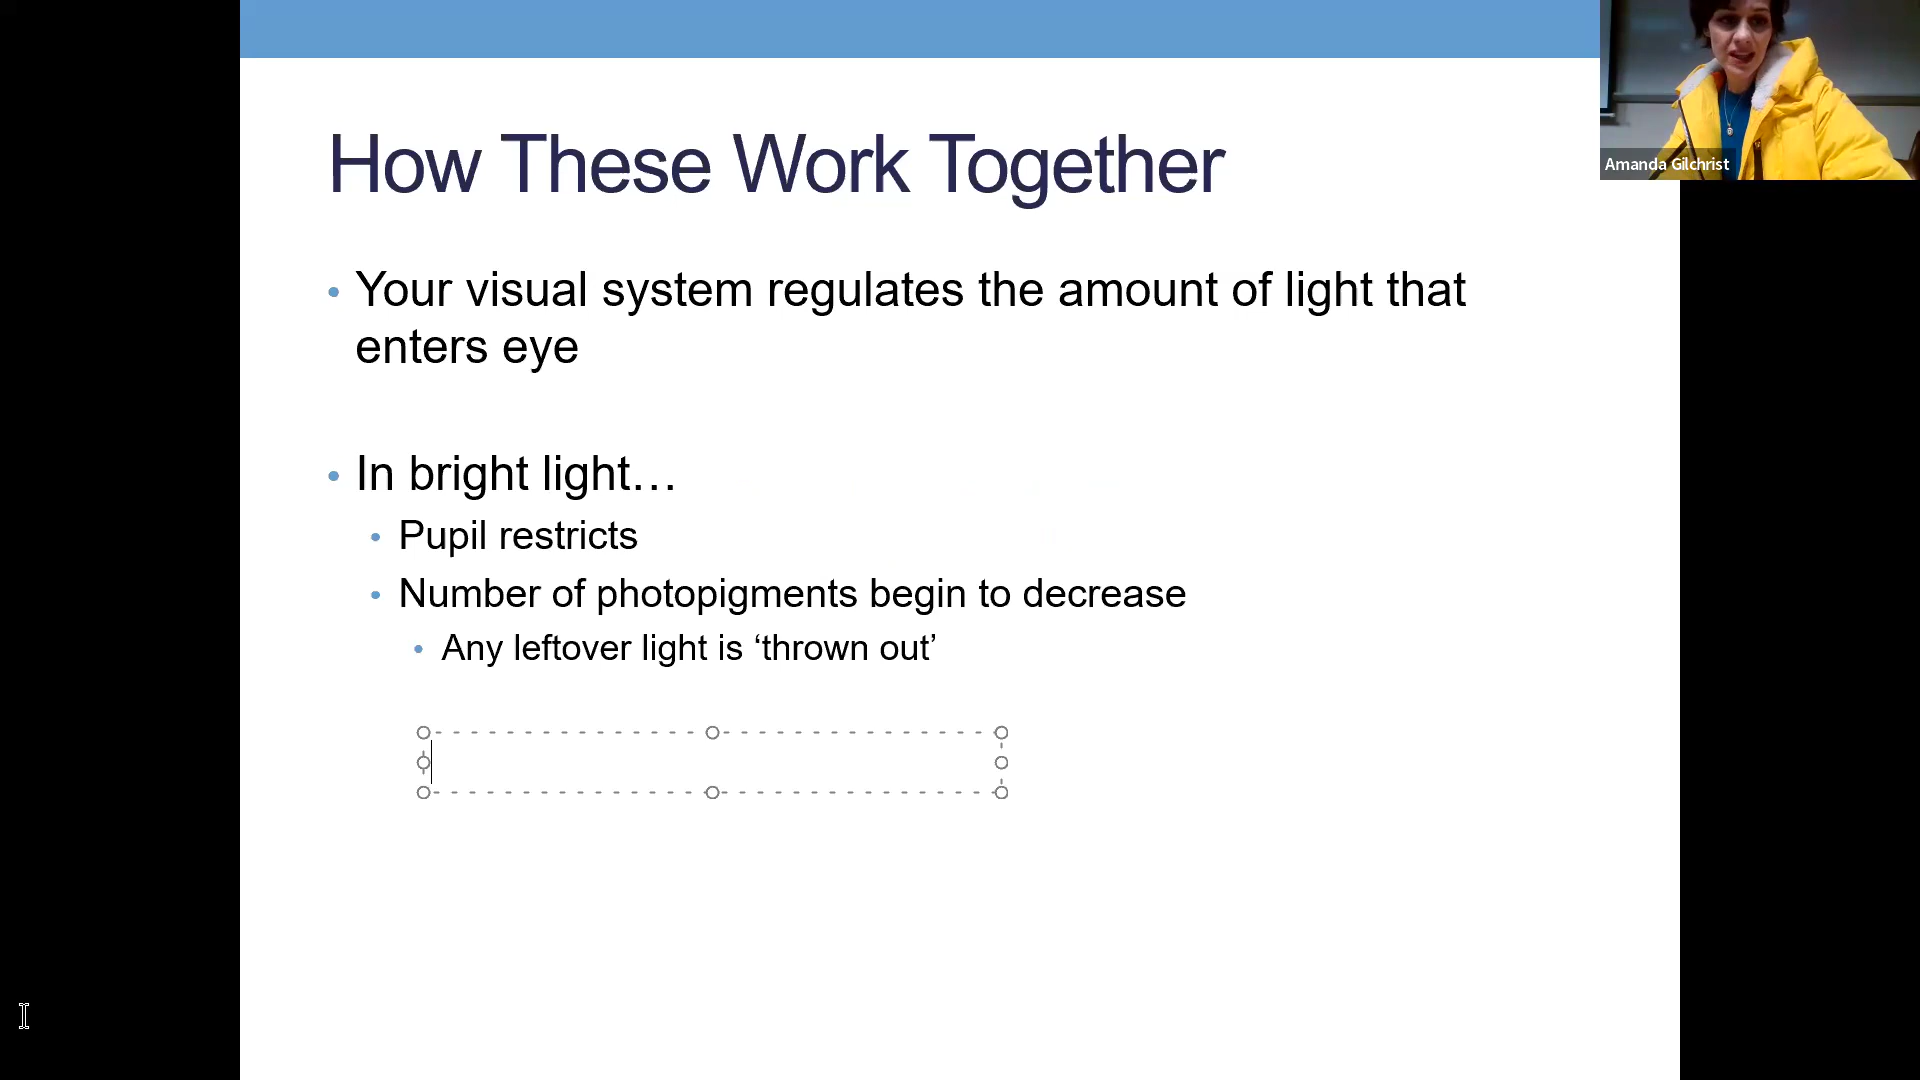 How These Work Together
• Your visual system regulates the amount of light that
enters eye
• In bright light…
• Pupil restricts
• Number of photopigments begin to decrease
• Any leftover light is ‘thrown out’
Amanda Gilchrist